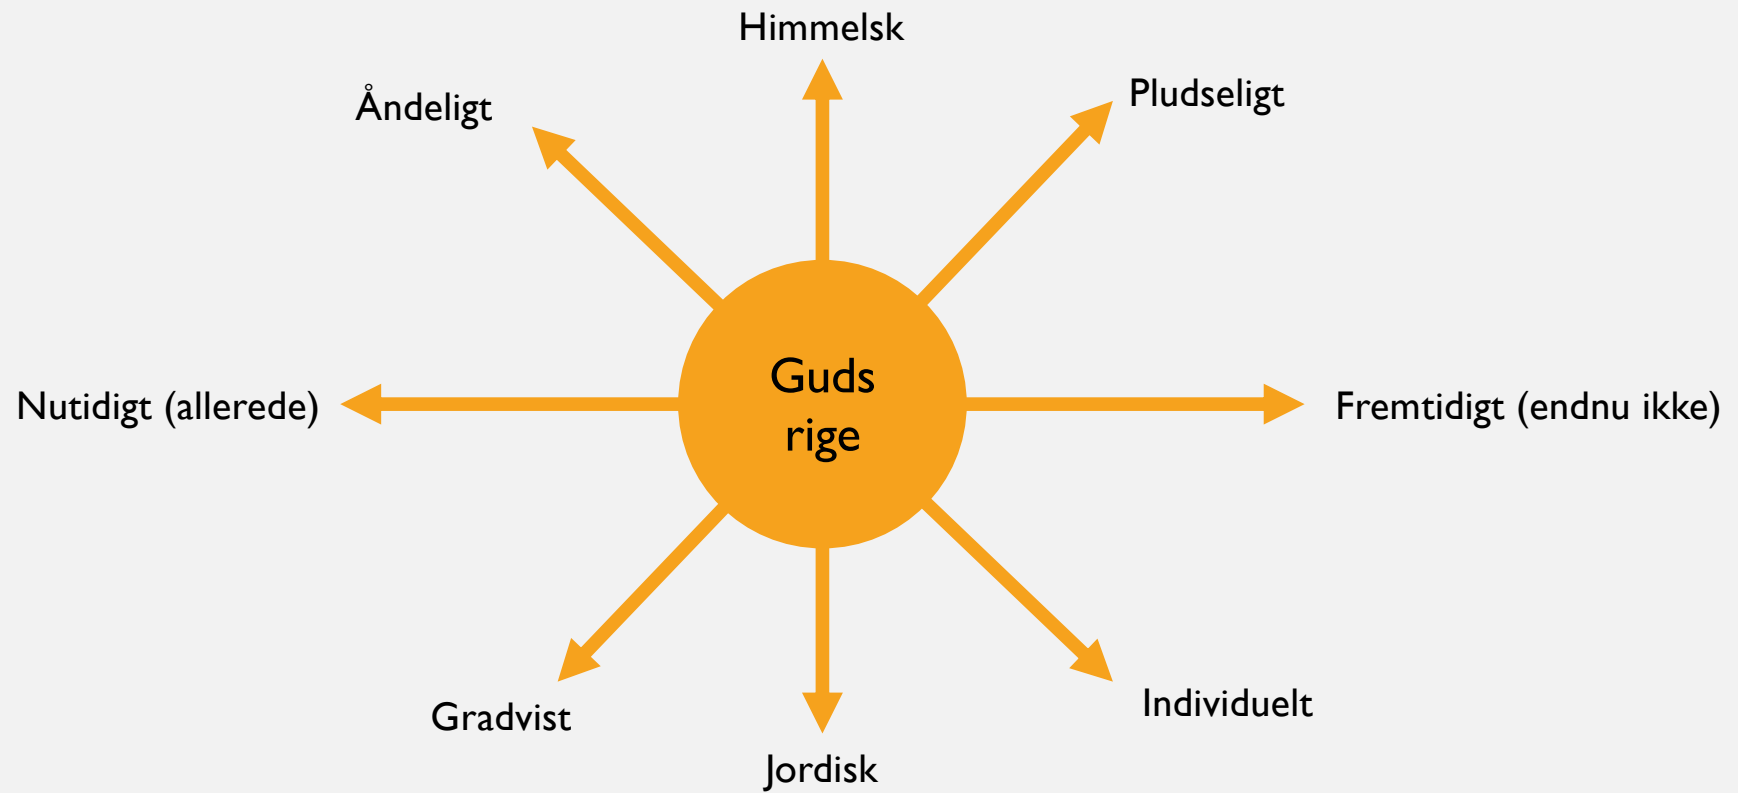 Himmelsk
Pludseligt
Åndeligt
Guds
rige
Nutidigt (allerede)
Fremtidigt (endnu ikke)
Individuelt
Gradvist
Jordisk